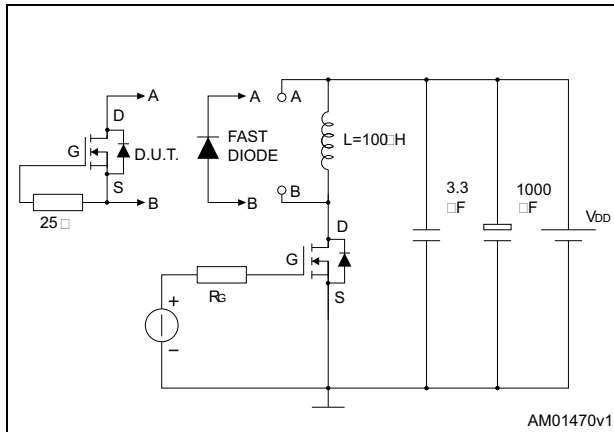 A
A
A
D
G
D.U.T.
FAST
DIODE
L=100□H
S
B
B
B
3.3
□F
1000
□F
VDD
25□
D
G
S
RG
+
−
AM01470v1